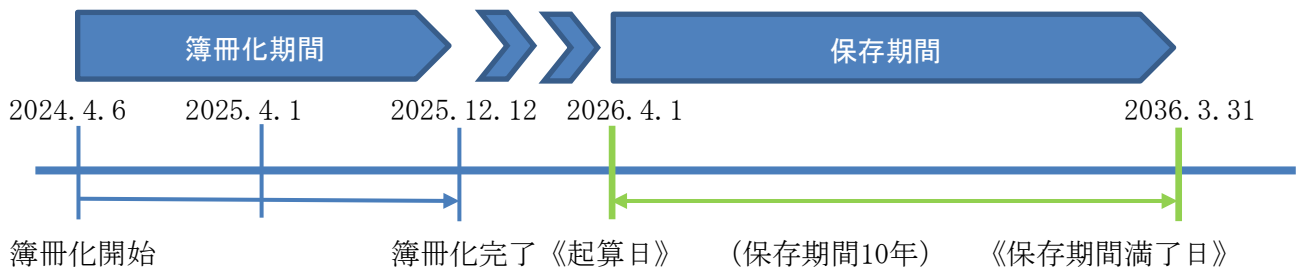 簿冊化期間
保存期間
2024.4.6 2025.4.1 2025.12.12 2026.4.1 2036.3.31
簿冊化開始 簿冊化完了《起算日》 (保存期間10年) 《保存期間満了日》